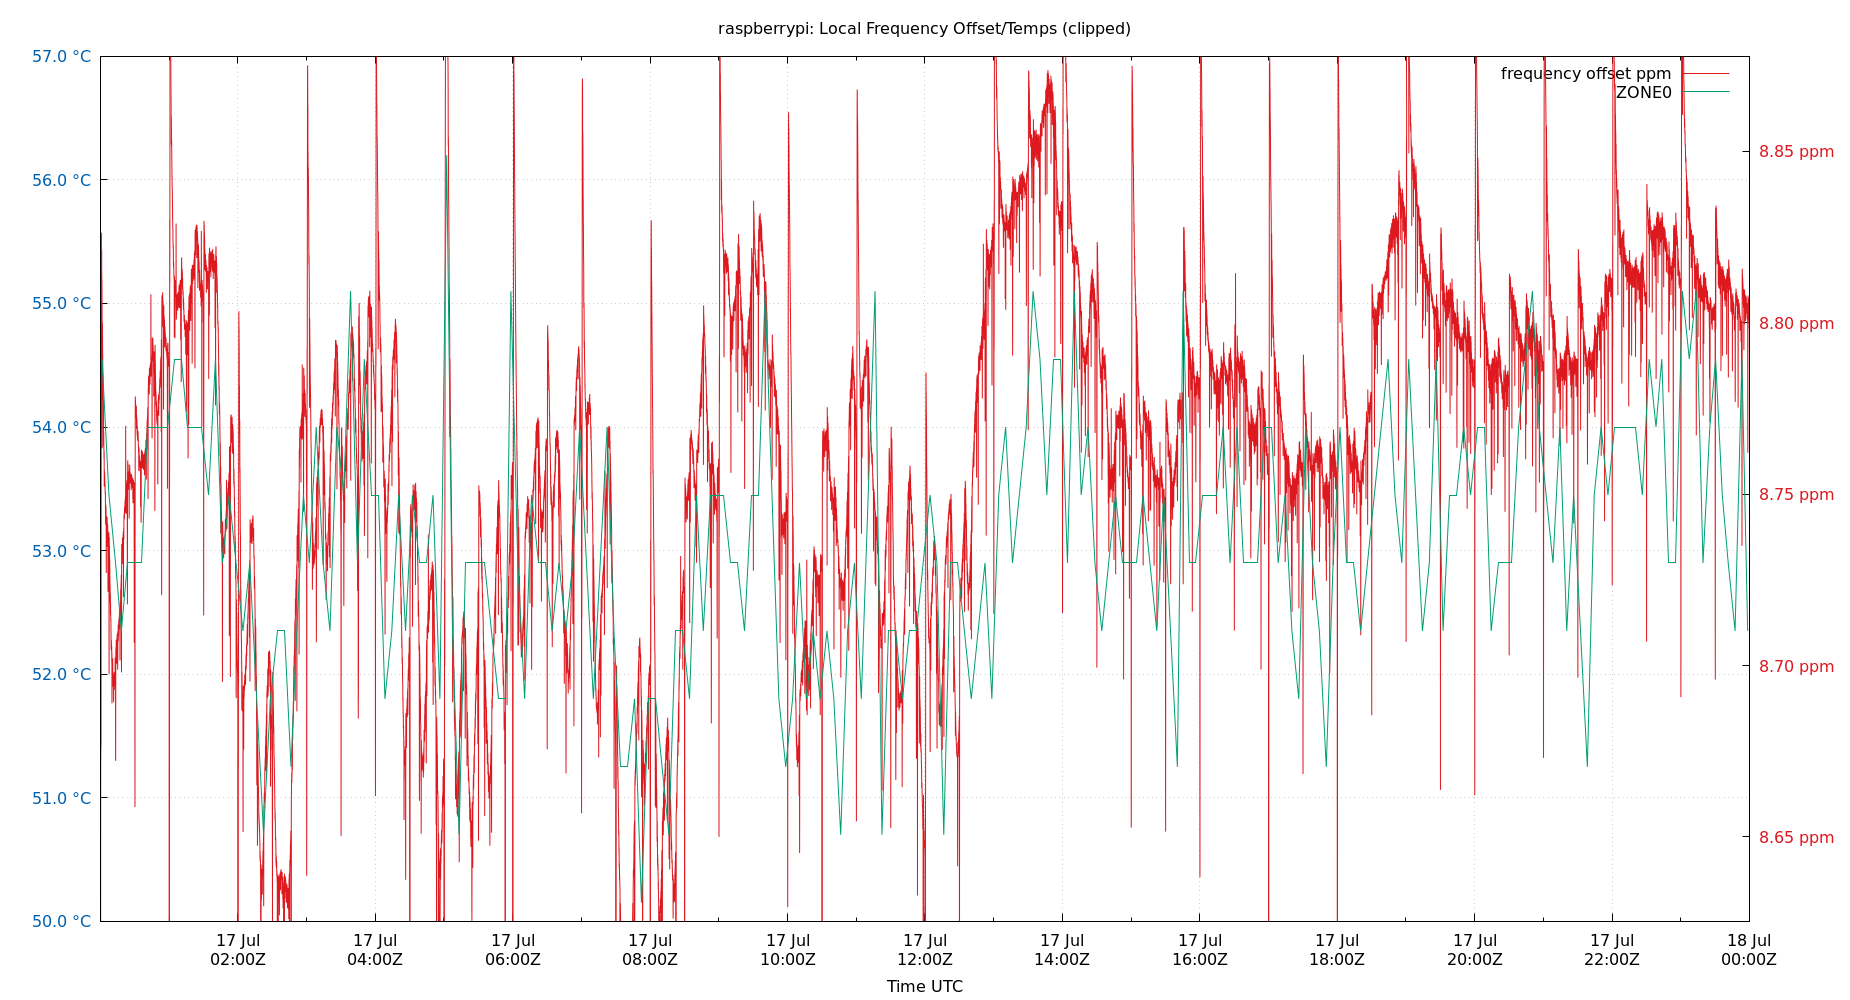 raspberrypi: Local Frequency Offset/Temps (clipped)
frequency offset ppm
ZONE0
57.0 °C
56.0 °C
55.0 °C
54.0 °C
53.0 °C
52.0 °C
51.0 °C
50.0 °C
8.85 ppm
8.80 ppm
8.75 ppm
8.70 ppm
8.65 ppm
17 Jul 17 Jul 17 Jul 17 Jul 17 Jul 17 Jul 17 Jul 17 Jul 17 Jul 17 Jul 17 Jul 18 Jul
02:00Z 04:00Z 06:00Z 08:00Z 10:00Z 12:00Z 14:00Z 16:00Z 18:00Z 20:00Z 22:00Z 00:00Z
Time UTC